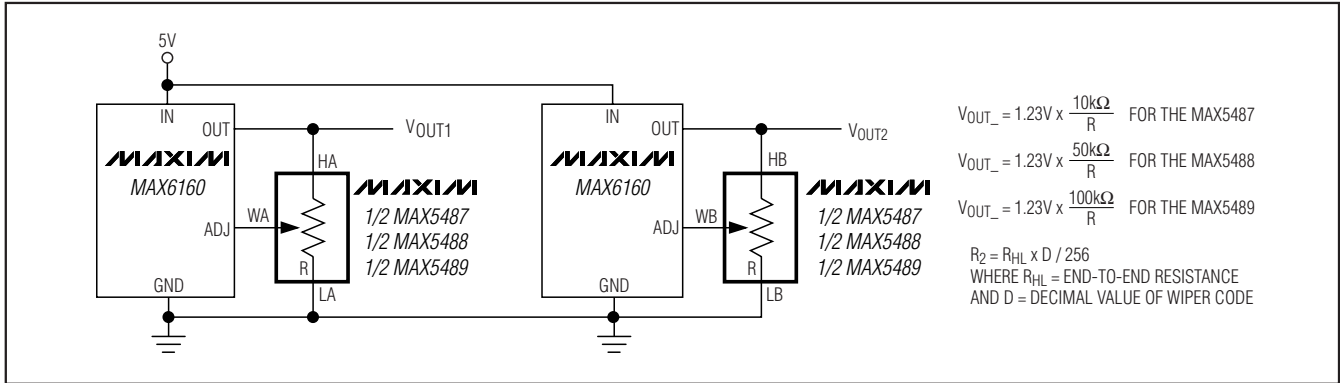 5V
IN
OUT
VOUT1
HA
MAXIM
MAX6160
MAXIM
1/2 MAX5487
1/2 MAX5488
1/2 MAX5489
WA
ADJ
R
GND
LA
IN
OUT
VOUT2
HB
MAXIM
MAX6160
MAXIM
1/2 MAX5487
1/2 MAX5488
1/2 MAX5489
WB
ADJ
R
GND
LB
VOUT_ = 1.23V x 10kΩ / R FOR THE MAX5487
VOUT_ = 1.23V x 50kΩ / R FOR THE MAX5488
VOUT_ = 1.23V x 100kΩ / R FOR THE MAX5489
R2 = RHL x D / 256
WHERE RHL = END-TO-END RESISTANCE
AND D = DECIMAL VALUE OF WIPER CODE